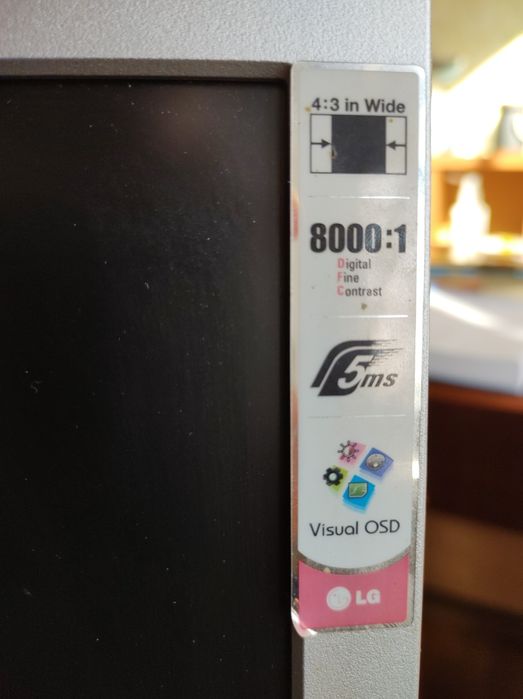 4:3 in Wide
8000:1
Digital
Fine
Contrast
5ms
Visual OSD
LG